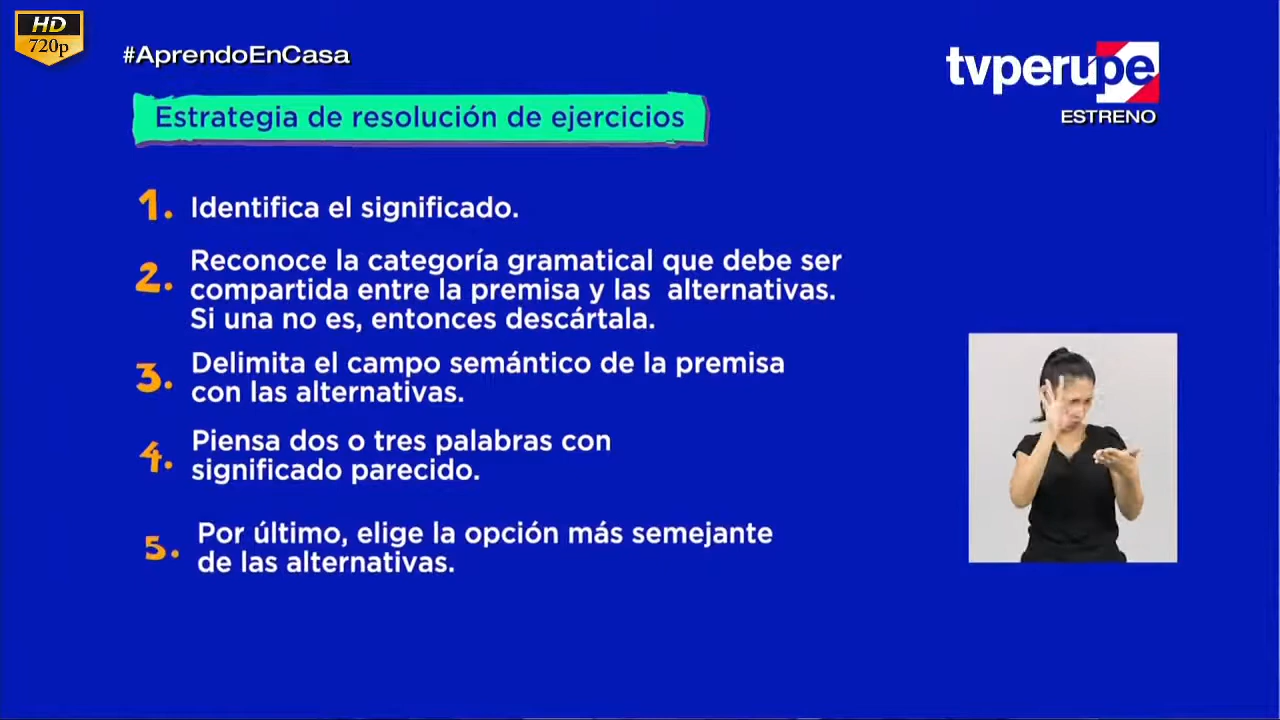 HD
720p
#AprendoEnCasa
tvperupe
ESTRENO
Estrategia de resolución de ejercicios
1. Identifica el significado.
2. Reconoce la categoría gramatical que debe ser
compartida entre la premisa y las alternativas.
Si una no es, entonces descártala.
3. Delimita el campo semántico de la premisa
con las alternativas.
4. Piensa dos o tres palabras con
significado parecido.
5. Por último, elige la opción más semejante
de las alternativas.